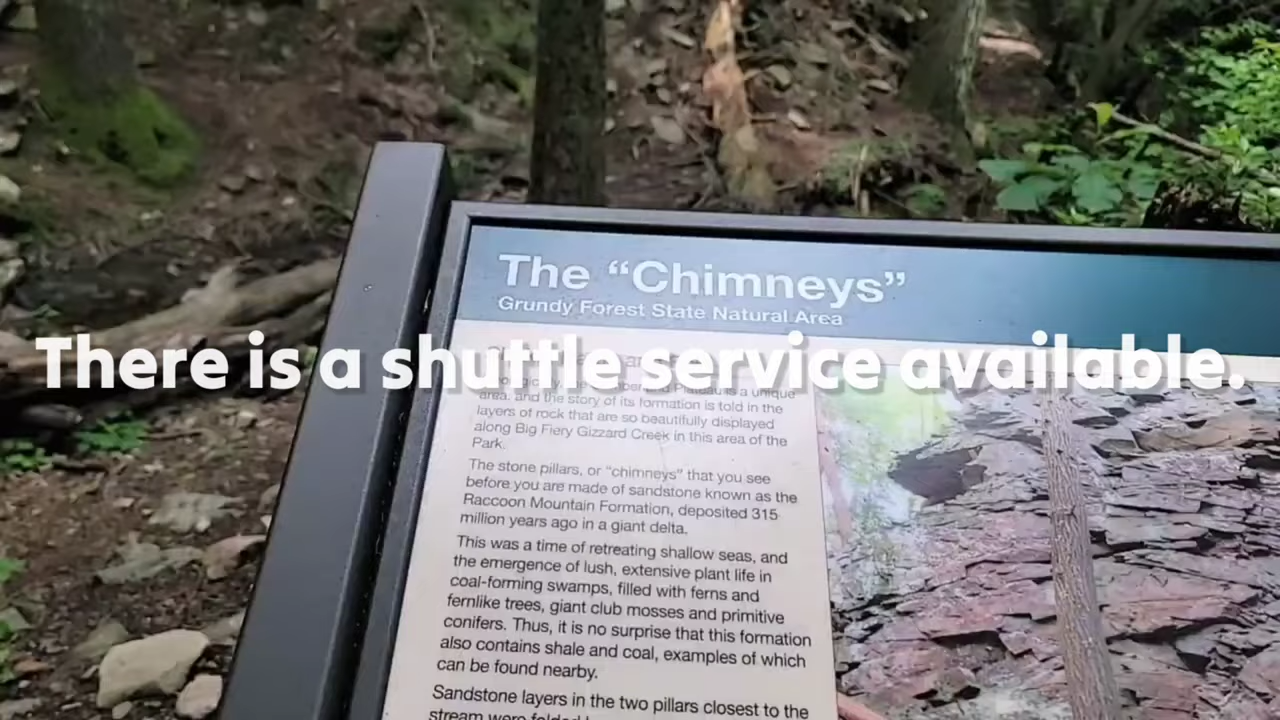 The “Chimneys”
Grundy Forest State Natural Area
There is a shuttle service available.
is a unique
area, and the story of its formation is told in the
layers of rock that are so beautifully displayed
along Big Fiery Gizzard Creek in this area of the
Park.
The stone pillars, or “chimneys” that you see
before you are made of sandstone known as the
Raccoon Mountain Formation, deposited 315
million years ago in a giant delta.
This was a time of retreating shallow seas, and
the emergence of lush, extensive plant life in
coal-forming swamps, filled with ferns and
fernlike trees, giant club mosses and primitive
conifers. Thus, it is no surprise that this formation
also contains shale and coal, examples of which
can be found nearby.
Sandstone layers in the two pillars closest to the
stream were folded